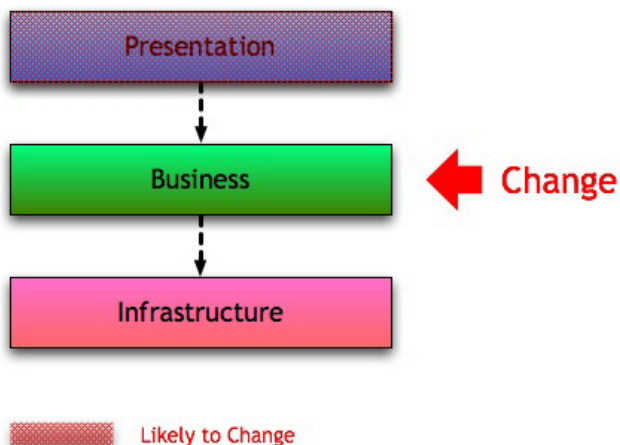 Presentation
Business
Change
Infrastructure
Likely to Change